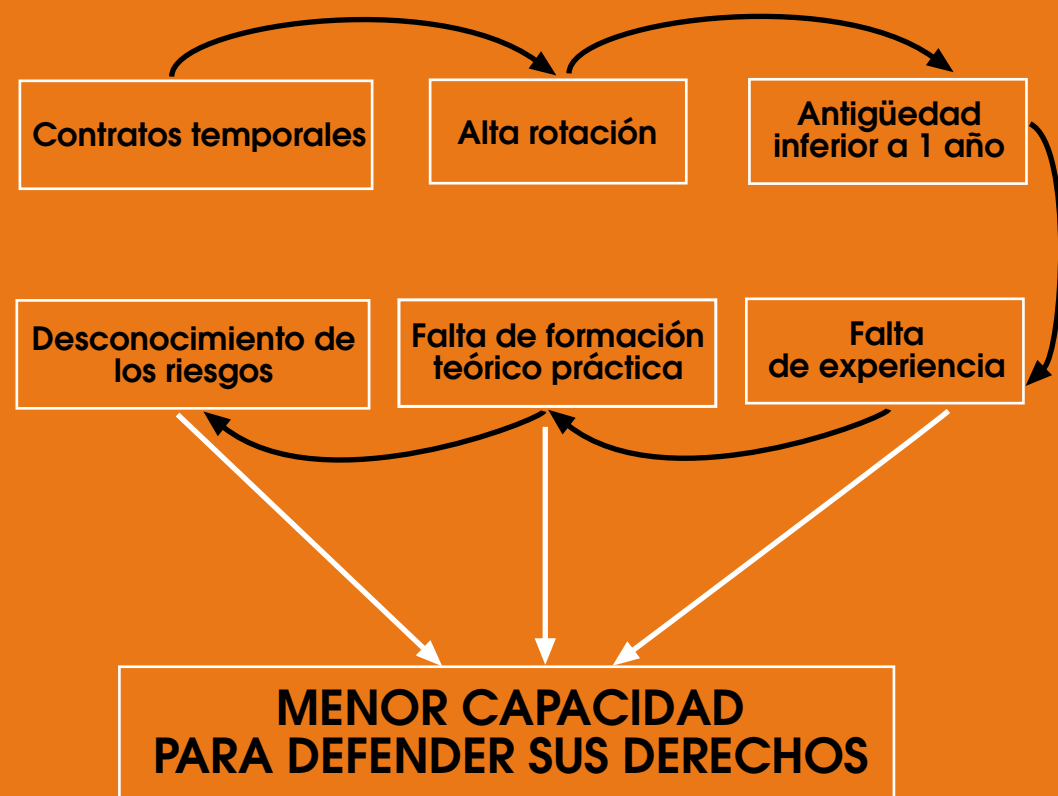 Contratos temporales
Alta rotación
Antigüedad
inferior a 1 año
Desconocimiento de
los riesgos
Falta de formación
teórico práctica
Falta
de experiencia
MENOR CAPACIDAD
PARA DEFENDER SUS DERECHOS